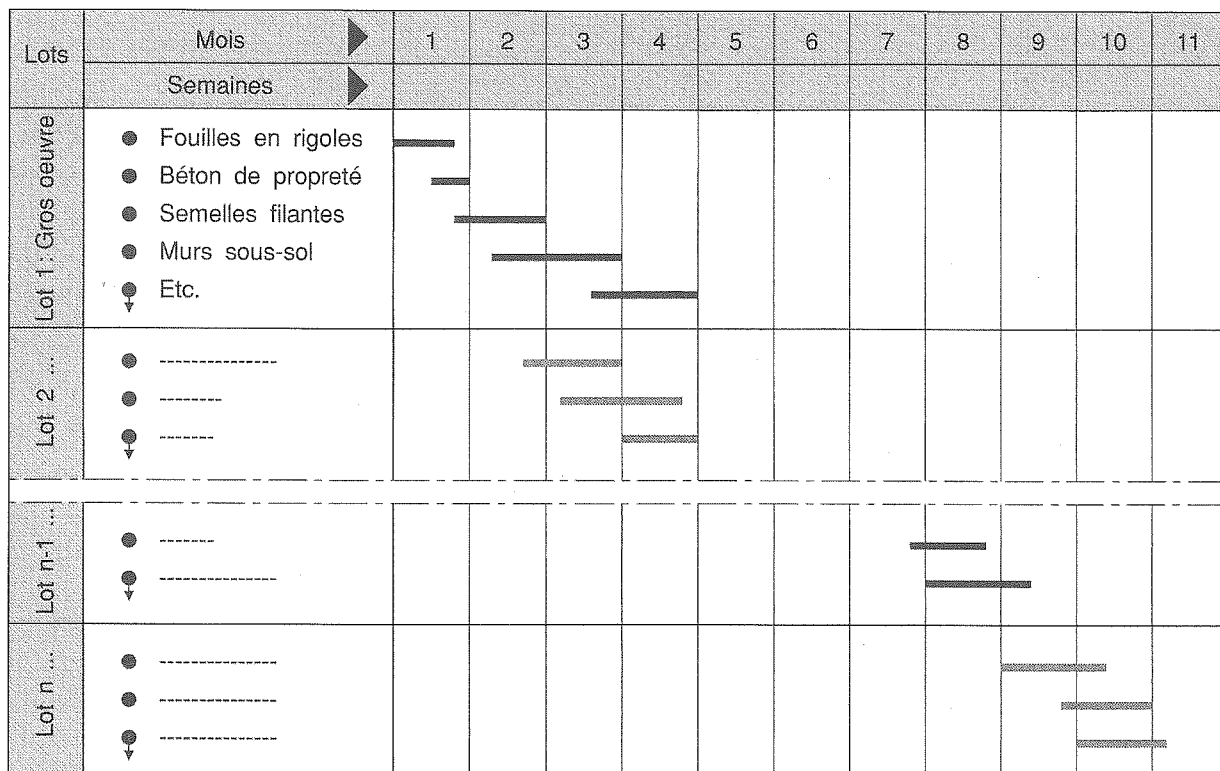 Lots
Mois 1 2 3 4 5 6 7 8 9 10 11
Semaines
Lot 1 : Gros oeuvre
Fouilles en rigoles
Béton de propreté
Semelles filantes
Murs sous-sol
Etc.
Lot 2 ...
Lot n-1 ...
Lot n ...